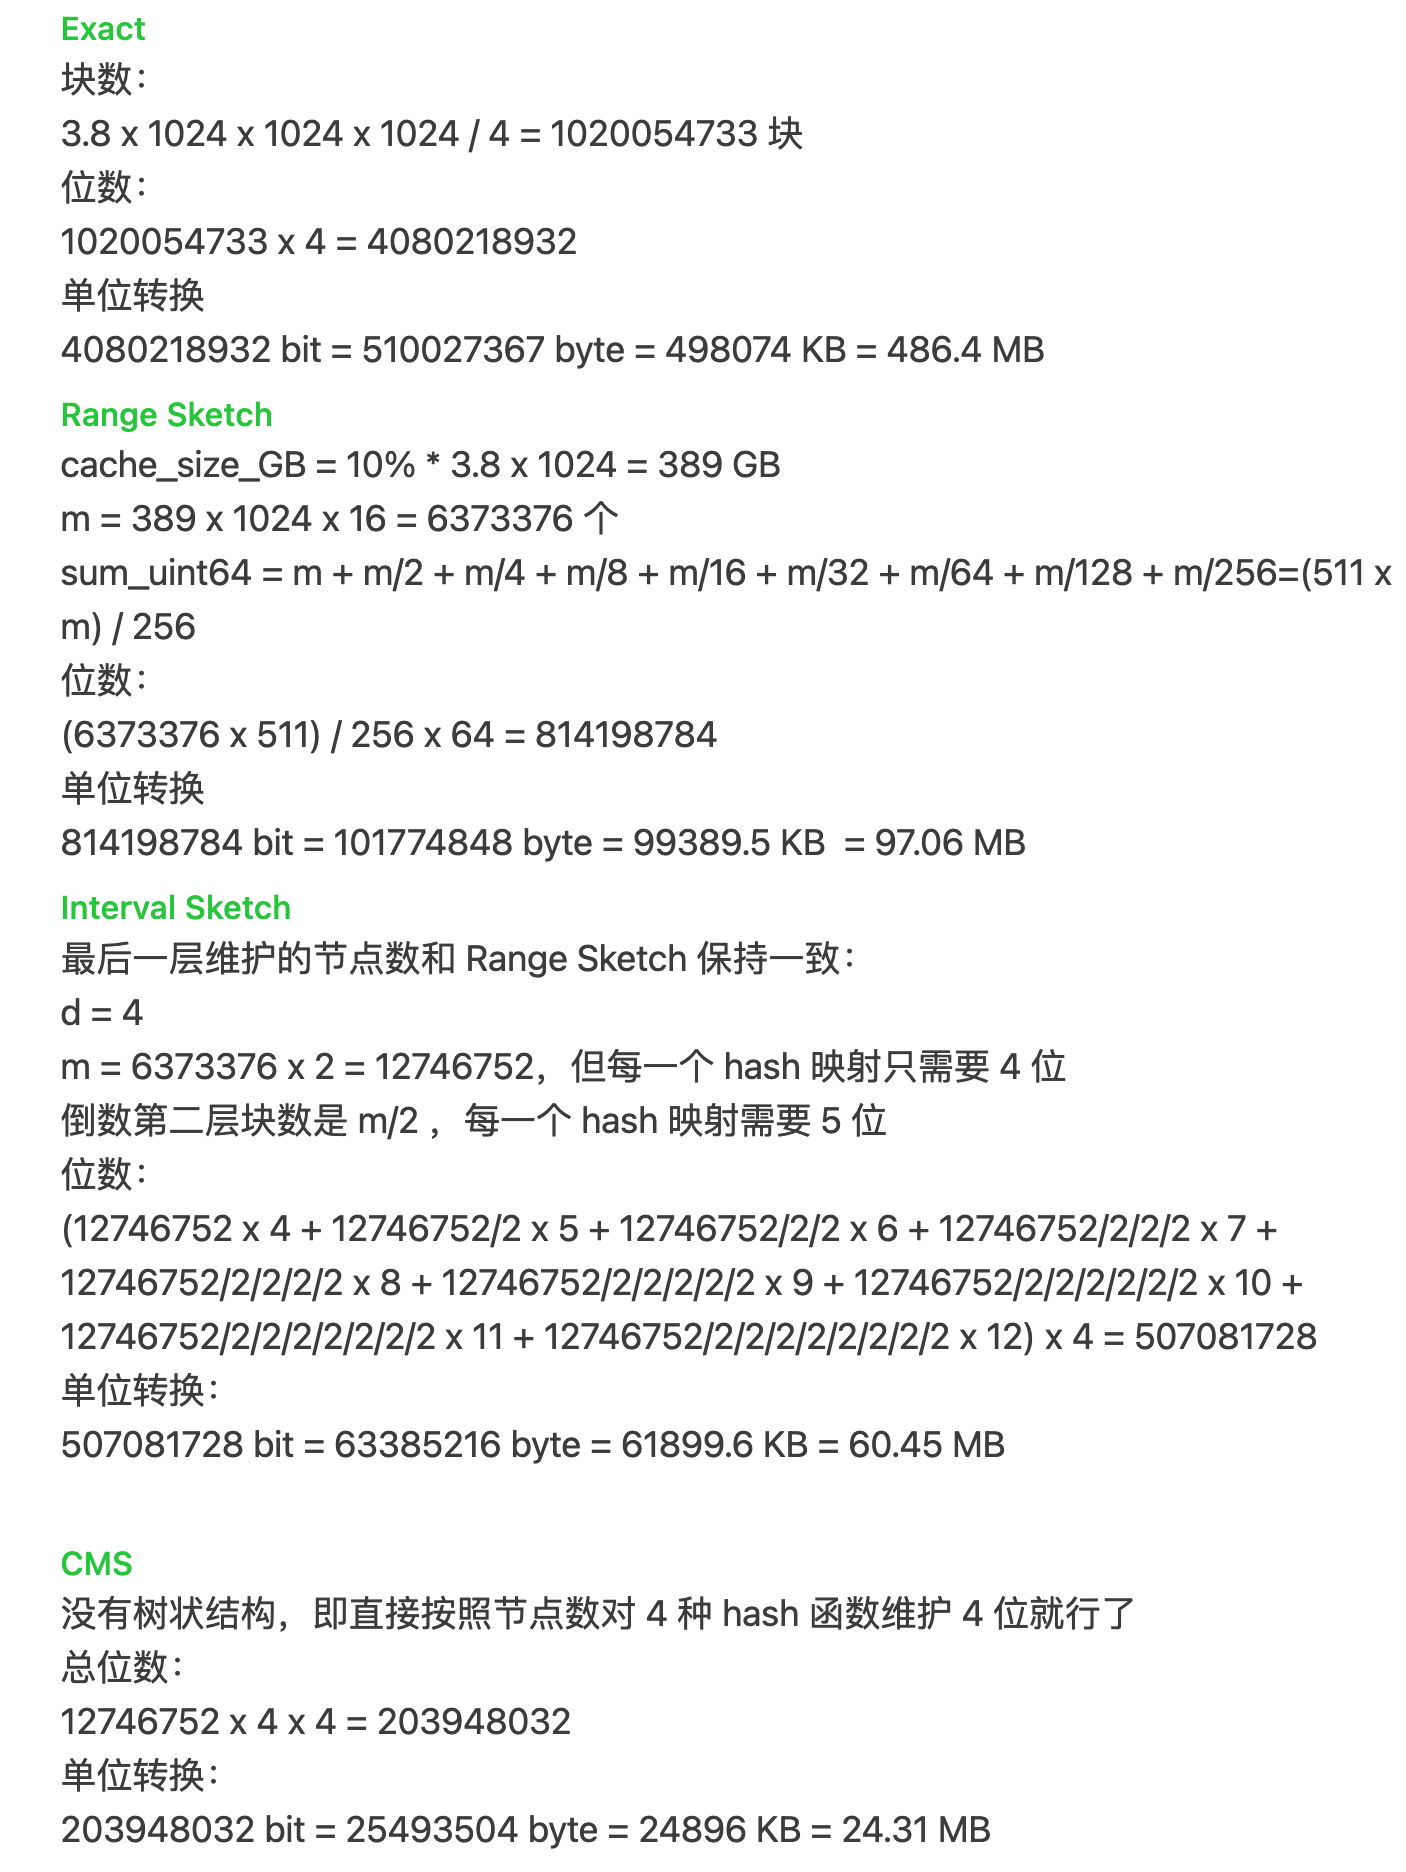 Exact
块数：
3.8 x 1024 x 1024 x 1024 / 4 = 1020054733 块
位数：
1020054733 x 4 = 4080218932
单位转换
4080218932 bit = 510027367 byte = 498074 KB = 486.4 MB
Range Sketch
cache_size_GB = 10% * 3.8 x 1024 = 389 GB
m = 389 x 1024 x 16 = 6373376 个
sum_uint64 = m + m/2 + m/4 + m/8 + m/16 + m/32 + m/64 + m/128 + m/256=(511 x
m) / 256
位数：
(6373376 x 511) / 256 x 64 = 814198784
单位转换
814198784 bit = 101774848 byte = 99389.5 KB  = 97.06 MB
Interval Sketch
最后一层维护的节点数和 Range Sketch 保持一致：
d = 4
m = 6373376 x 2 = 12746752，但每一个 hash 映射只需要 4 位
倒数第二层块数是 m/2 ，每一个 hash 映射需要 5 位
位数：
(12746752 x 4 + 12746752/2 x 5 + 12746752/2/2 x 6 + 12746752/2/2/2 x 7 +
12746752/2/2/2/2 x 8 + 12746752/2/2/2/2/2 x 9 + 12746752/2/2/2/2/2/2 x 10 +
12746752/2/2/2/2/2/2/2 x 11 + 12746752/2/2/2/2/2/2/2/2 x 12) x 4 = 507081728
单位转换：
507081728 bit = 63385216 byte = 61899.6 KB = 60.45 MB
CMS
没有树状结构，即直接按照节点数对 4 种 hash 函数维护 4 位就行了
总位数：
12746752 x 4 x 4 = 203948032
单位转换：
203948032 bit = 25493504 byte = 24896 KB = 24.31 MB